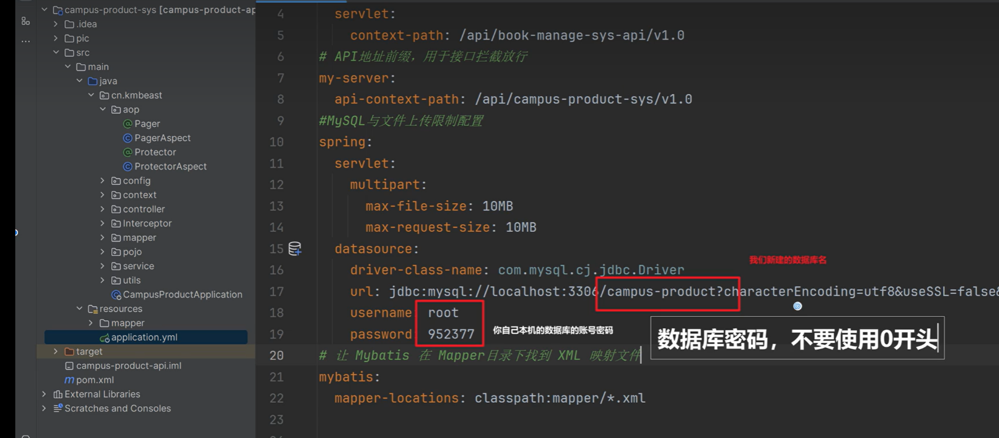 campus-product-sys [campus-product-ap
.idea
pic
src
main
java
cn.kmbeast
aop
Pager
PagerAspect
Protector
ProtectorAspect
config
context
controller
Interceptor
mapper
pojo
service
utils
CampusProductApplication
resources
mapper
application.yml
target
campus-product-api.iml
pom.xml
External Libraries
Scratches and Consoles
4 servlet:
5 context-path: /api/book-manage-sys-api/v1.0
6 # API地址前缀，用于接口拦截放行
7 my-server:
8 api-context-path: /api/campus-product-sys/v1.0
9 #MySQL与文件上传限制配置
10 spring:
11 servlet:
12 multipart:
13 max-file-size: 10MB
14 max-request-size: 10MB
15 datasource:
我们新建的数据库名
16 driver-class-name: com.mysql.cj.jdbc.Driver
17 url: jdbc:mysql://localhost:3306/campus-product?characterEncoding=utf8&useSSL=false&
18 username: root
19 password 952377
你自己本机的数据库的账号密码
数据库密码，不要使用0开头
20 # 让 Mybatis 在 Mapper目录下找到 XML 映射文件
21 mybatis:
22 mapper-locations: classpath:mapper/*.xml
23